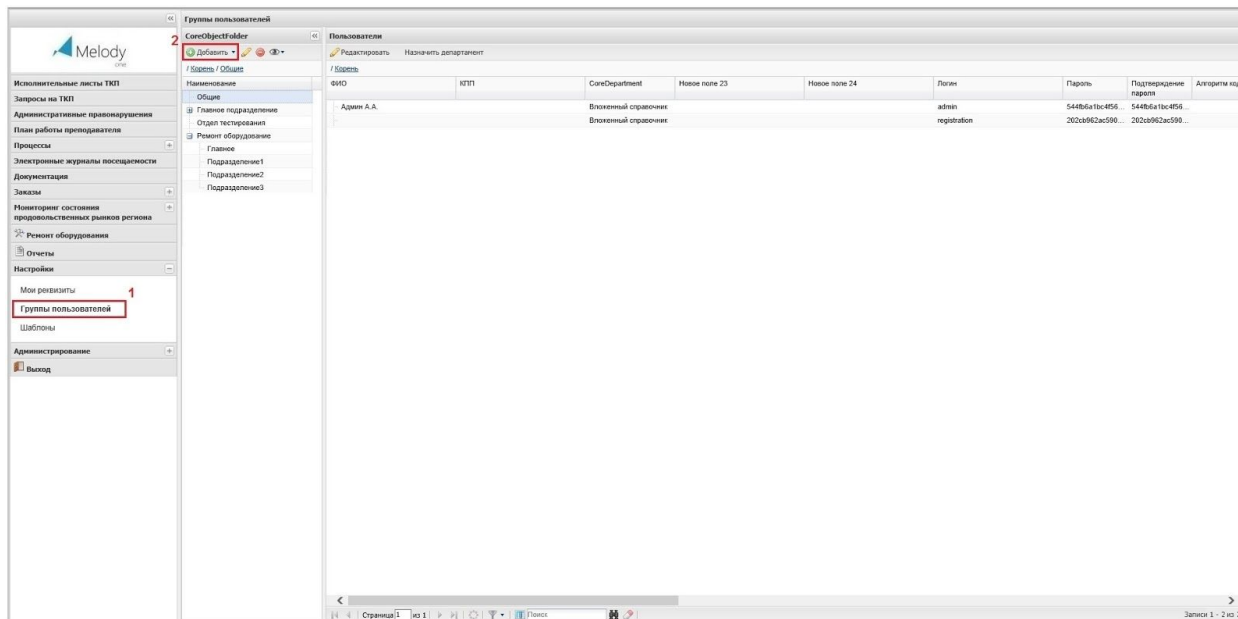 Группы пользователей
Melody
one
2
CoreObjectFolder
Добавить
/ Корень / Общие
Наименование
Общие
Главное подразделение
Отдел тестирования
Ремонт оборудование
Главное
Подразделение1
Подразделение2
Подразделение3
Исполнительные листы ТКП
Запросы на ТКП
Административные правонарушения
План работы преподавателя
Процессы
Электронные журналы посещаемости
Документация
Заказы
Мониторинг состояния
продовольственных рынков региона
Ремонт оборудования
Отчеты
Настройки
Мои реквизиты
1
Группы пользователей
Шаблоны
Администрирование
Выход
Пользователи
Редактировать Назначить департамент
/ Корень
ФИО КПП CoreDepartment Новое поле 23 Новое поле 24 Логин Пароль Подтверждение пароля Алгоритм код
Админ А.А. Вложенный справочник admin 544fb6a1bc4f56... 544fb6a1bc4f56...
Вложенный справочник registration 202cb962ac590... 202cb962ac590...
Страница 1 из 1 Поиск
Записи 1 - 2 из